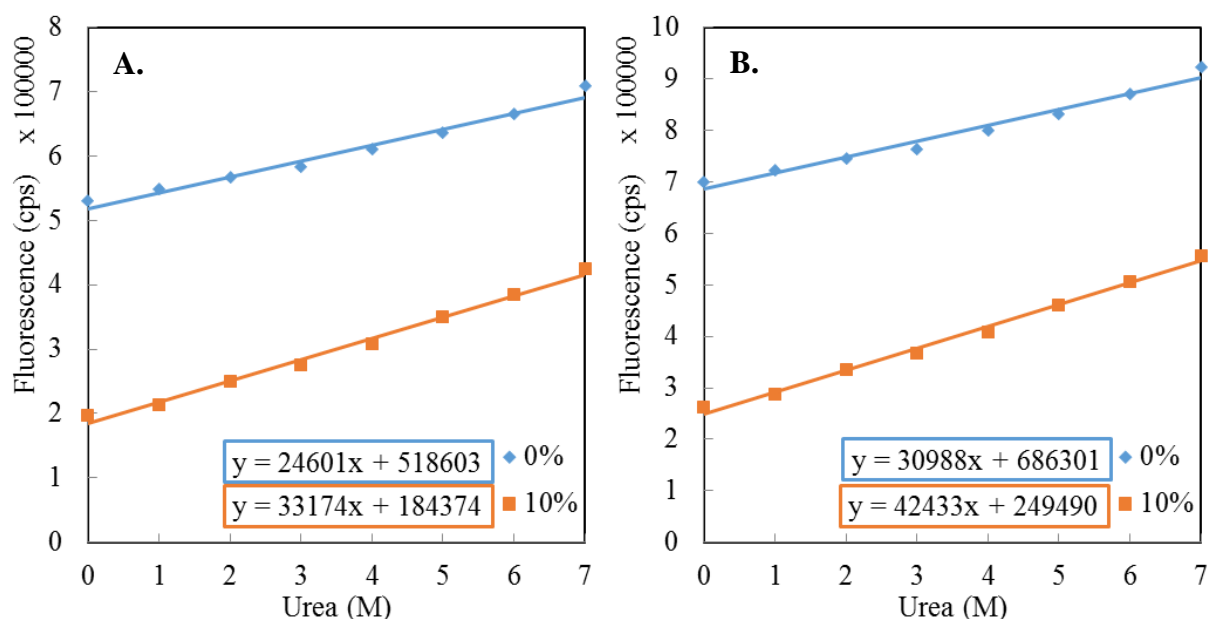 A.
Fluorescence (cps) x 100000
8
7
6
5
4
3
2
1
0
y = 24601x + 518603
0%
y = 33174x + 184374
10%
0 1 2 3 4 5 6 7
Urea (M)
B.
Fluorescence (cps) x 100000
10
9
8
7
6
5
4
3
2
1
0
y = 30988x + 686301
0%
y = 42433x + 249490
10%
0 1 2 3 4 5 6 7
Urea (M)